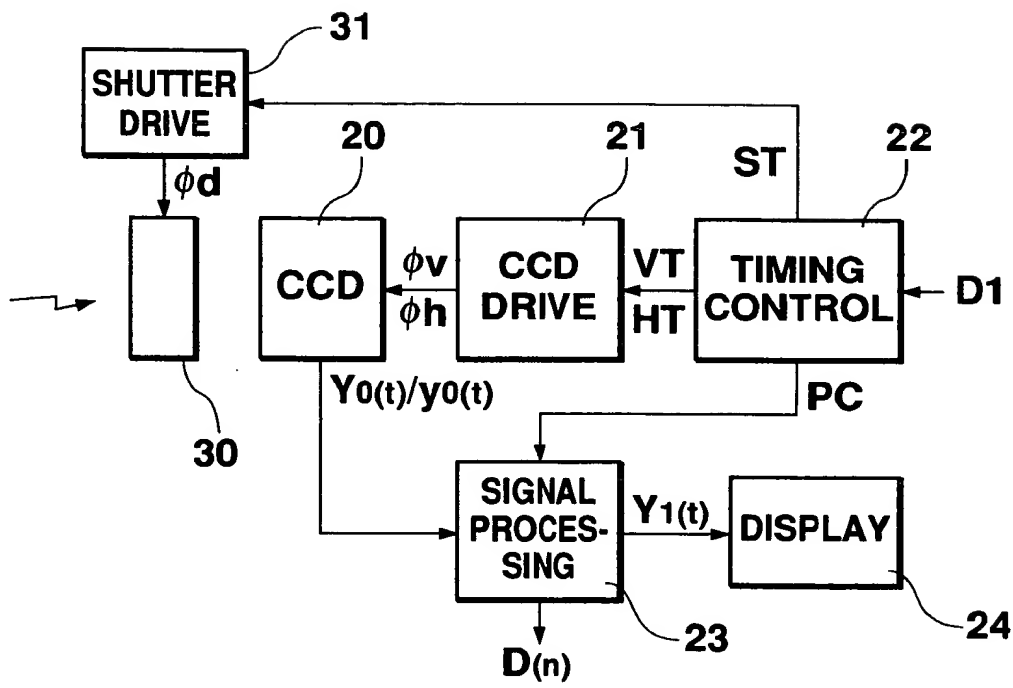 31
SHUTTER
DRIVE
20
21
22
ST
ϕd
CCD
ϕv
ϕh
CCD
DRIVE
VT
HT
TIMING
CONTROL
D1
Y0(t)/y0(t)
PC
30
SIGNAL
PROCES-
SING
Y1(t)
DISPLAY
23
24
D(n)